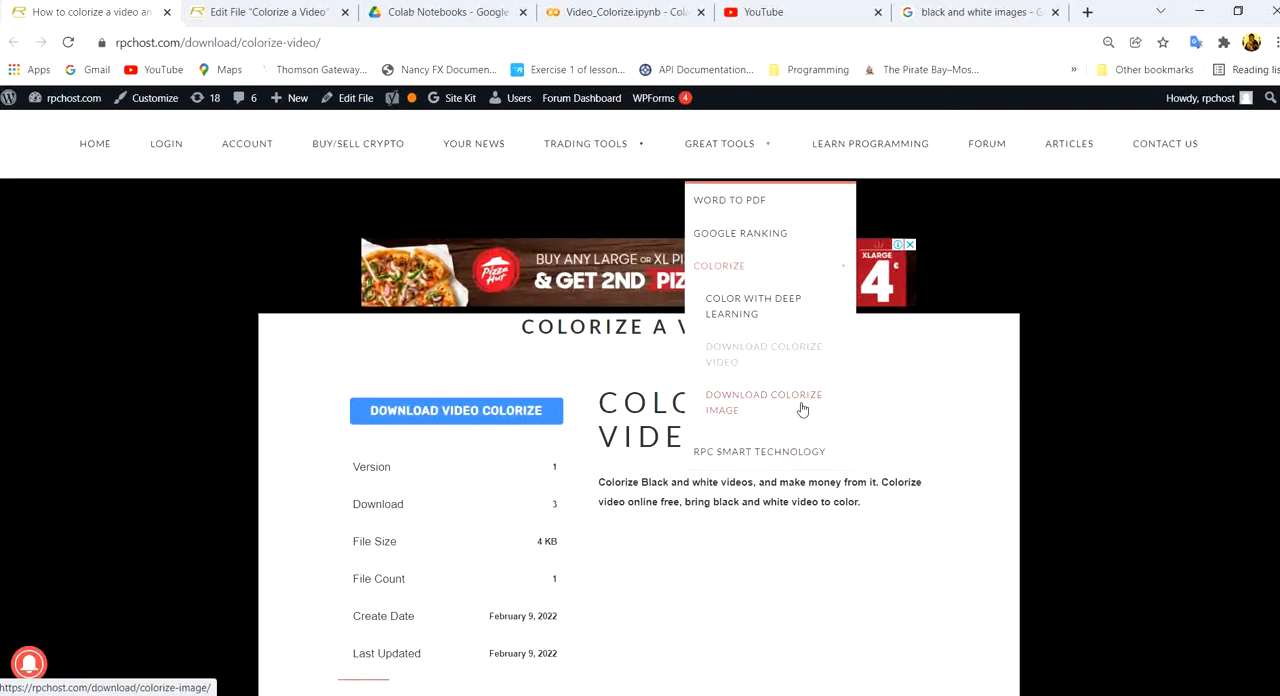 How to colorize a video an
Edit File "Colorize a Video"
Colab Notebooks - Google
Video_Colorize.ipynb - Cola
YouTube
black and white images - G
rpchost.com/download/colorize-video/
Apps
Gmail
YouTube
Maps
Thomson Gateway...
Nancy FX Documen...
Exercise 1 of lesson...
API Documentation...
Programming
The Pirate Bay–Mos...
»
Other bookmarks
Reading lis
rpchost.com
Customize
18
6
New
Edit File
Site Kit
Users
Forum Dashboard
WPForms 4
Howdy, rpchost
HOME
LOGIN
ACCOUNT
BUY/SELL CRYPTO
YOUR NEWS
TRADING TOOLS
GREAT TOOLS
LEARN PROGRAMMING
FORUM
ARTICLES
CONTACT US
WORD TO PDF
GOOGLE RANKING
COLORIZE
COLOR WITH DEEP
LEARNING
DOWNLOAD COLORIZE
VIDEO
DOWNLOAD COLORIZE
IMAGE
RPC SMART TECHNOLOGY
Pizza
Hut
BUY ANY LARGE OR XL PI
& GET 2ND PIZ
XLARGE
4€
COLORIZE A V
DOWNLOAD VIDEO COLORIZE
Version 1
Download 3
File Size 4 KB
File Count 1
Create Date February 9, 2022
Last Updated February 9, 2022
COLO
VIDE
Colorize Black and white videos, and make money from it. Colorize
video online free, bring black and white video to color.
https://rpchost.com/download/colorize-image/